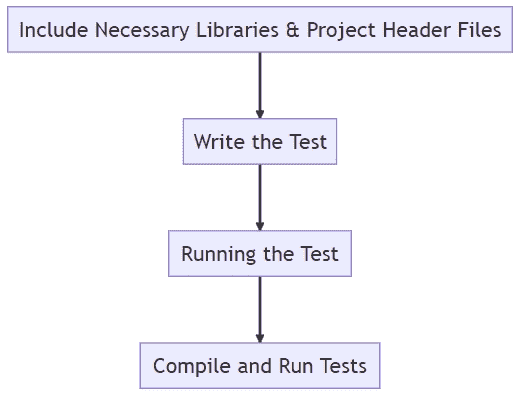 Include Necessary Libraries & Project Header Files
Write the Test
Running the Test
Compile and Run Tests